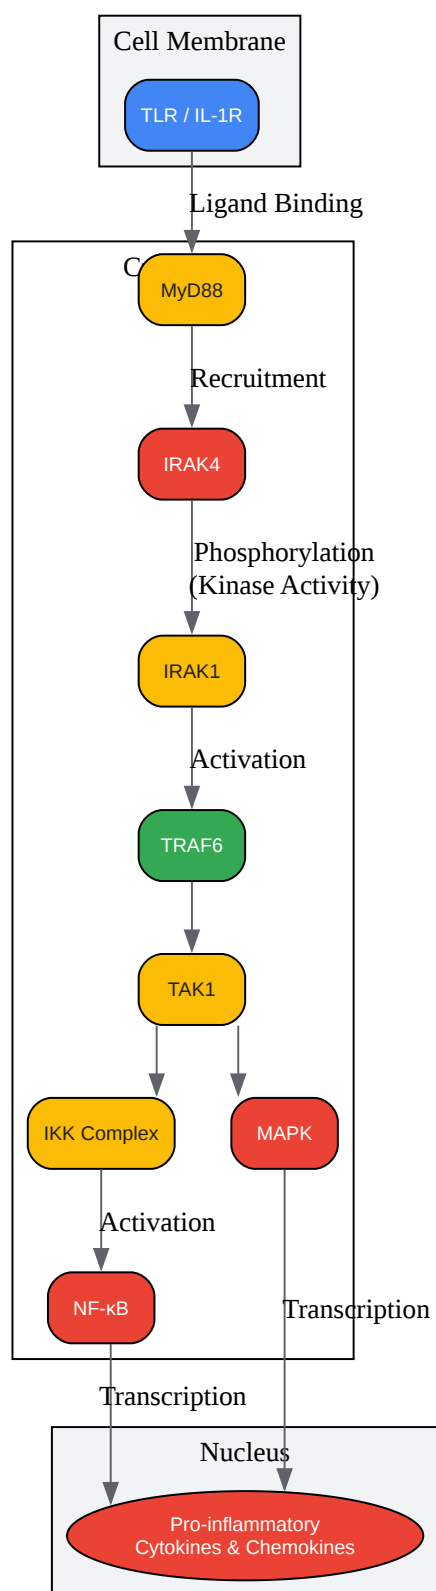 Cell Membrane
TLR / IL-1R
Ligand Binding
MyD88
Recruitment
IRAK4
Phosphorylation
(Kinase Activity)
IRAK1
Activation
TRAF6
TAK1
IKK Complex
MAPK
Activation
NF-κB
Transcription
Transcription
Nucleus
Pro-inflammatory
Cytokines & Chemokines